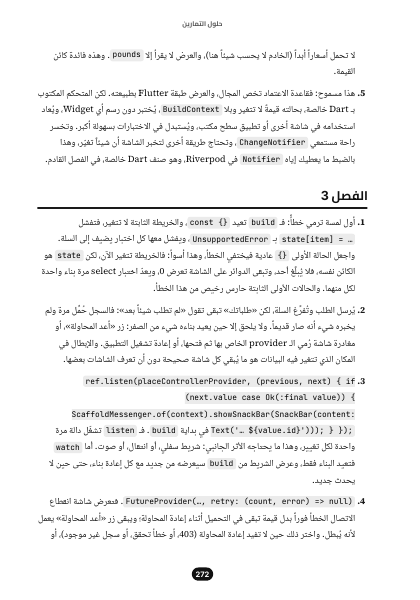 حلول التمارين
لا تحمل أسعاراً أبداً (الخادم لا يحسب شيئاً هنا)، والعرض لا يقرأ إلا pounds. وهذه فائدة كائن
القيمة.
5. هذا مسموح: فقاعدة الاعتماد تخص المجال، والعرض طبقة Flutter بطبيعته. لكن المتحكم المكتوب
بـ Dart خالصة، بحالته قيمةً لا تتغير وبلا BuildContext، يُختبر دون رسم أي Widget، ويُعاد
استخدامه في شاشة أخرى أو تطبيق سطح مكتب، ويُستبدل في الاختبارات بسهولة أكبر. وتخسر
راحة مستمعي ChangeNotifier، وتحتاج طريقة أخرى لتخبر الشاشة أن شيئاً تغيّر، وهذا
بالضبط ما يعطيك إياه Notifier في Riverpod، وهو صنف Dart خالصة، في الفصل القادم.
الفصل 3
1. أول لمسة ترمي خطأً: فـ build تعيد const {}، والخريطة الثابتة لا تتغير، فتفشل
state[item] = … بـ UnsupportedError، ويفشل معها كل اختبار يضيف إلى السلة.
واجعل الحالة الأولى {} عادية فيختفي الخطأ، وهذا أسوأ: فالخريطة تتغير الآن، لكن state هو
الكائن نفسه، فلا يُبلَّغ أحد، وتبقى الدوائر على الشاشة تعرض 0، ويعدّ اختبار select مرة بناء واحدة
لكل منهما. والحالات الأولى الثابتة حارس رخيص من هذا الخطأ.
2. يُرسل الطلب وتُفرَّغ السلة، لكن «طلباتك» تبقى تقول «لم تطلب شيئاً بعد»: فالسجل حُمّل مرة ولم
يخبره شيء أنه صار قديماً. ولا يلحق إلا حين يعيد بناءه شيء من الصفر: زر «أعد المحاولة»، أو
مغادرة شاشة رُمي الـ provider الخاص بها ثم فتحها، أو إعادة تشغيل التطبيق. والإبطال في
المكان الذي تتغير فيه البيانات هو ما يُبقي كل شاشة صحيحة دون أن تعرف الشاشات بعضها.
3. ref.listen(placeControllerProvider, (previous, next) { if
(next.value case Ok(:final value)) {
ScaffoldMessenger.of(context).showSnackBar(SnackBar(content:
Text('… ${value.id}'))); } }); في بداية build. فـ listen تشغّل دالة مرة
واحدة لكل تغيير، وهذا ما يحتاجه الأثر الجانبي: شريط سفلي، أو انتقال، أو صوت. أما watch
فتعيد البناء فقط، وعرض الشريط من build سيعرضه من جديد مع كل إعادة بناء، حتى حين لا
يحدث جديد.
4. FutureProvider(…, retry: (count, error) => null). فتعرض شاشة انقطاع
الاتصال الخطأ فوراً بدل قيمة تبقى في التحميل أثناء إعادة المحاولة؛ ويبقى زر «أعد المحاولة» يعمل
لأنه يُبطل. واختر ذلك حين لا تفيد إعادة المحاولة (403، أو خطأ تحقق، أو سجل غير موجود)، أو
272